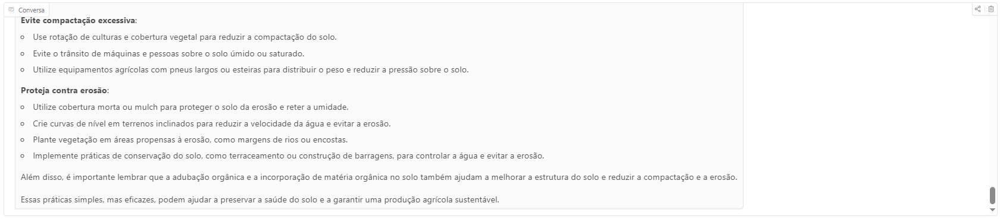 Conversa
Evite compactação excessiva:
Use rotação de culturas e cobertura vegetal para reduzir a compactação do solo.
Evite o trânsito de máquinas e pessoas sobre o solo úmido ou saturado.
Utilize equipamentos agrícolas com pneus largos ou esteiras para distribuir o peso e reduzir a pressão sobre o solo.
Proteja contra erosão:
Utilize cobertura morta ou mulch para proteger o solo da erosão e reter a umidade.
Crie curvas de nível em terrenos inclinados para reduzir a velocidade da água e evitar a erosão.
Plante vegetação em áreas propensas à erosão, como margens de rios ou encostas.
Implemente práticas de conservação do solo, como terraceamento ou construção de barragens, para controlar a água e evitar a erosão.
Além disso, é importante lembrar que a adubação orgânica e a incorporação de matéria orgânica no solo também ajudam a melhorar a estrutura do solo e reduzir a compactação e a erosão.
Essas práticas simples, mas eficazes, podem ajudar a preservar a saúde do solo e a garantir uma produção agrícola sustentável.